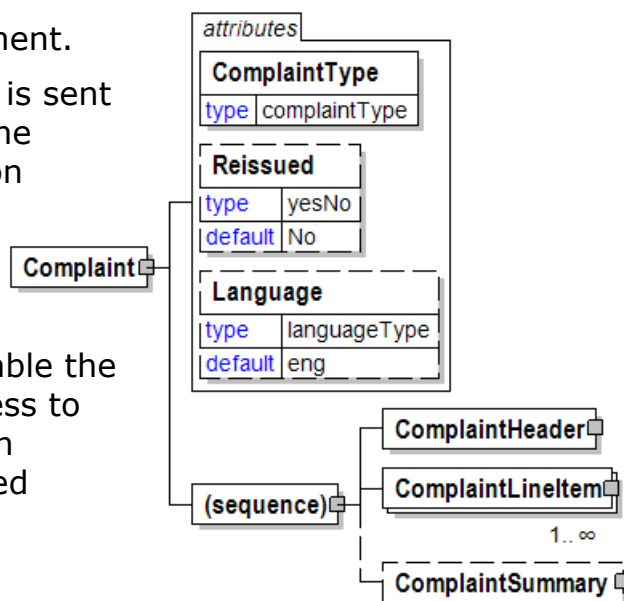 ment.
is sent
ne
on
able the
ess to
n
ed
attributes
ComplaintType
type complaintType
Reissued
type yesNo
default No
Language
type languageType
default eng
Complaint
(sequence)
ComplaintHeader
ComplaintLineItem
1.. ∞
ComplaintSummary